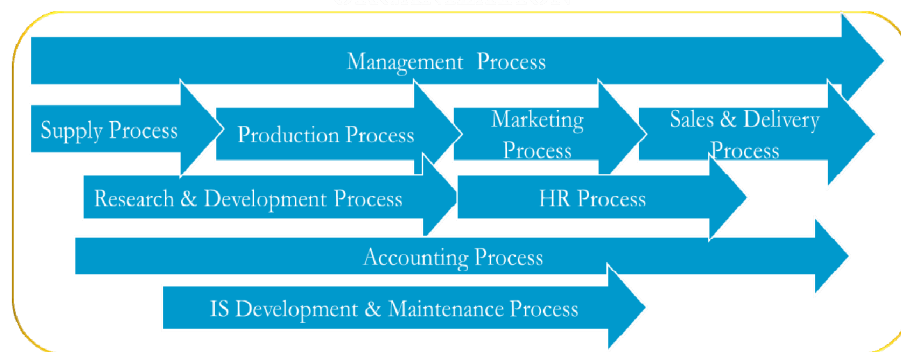 Management Process
Supply Process
Production Process
Marketing
Process
Sales & Delivery
Process
Research & Development Process
HR Process
Accounting Process
IS Development & Maintenance Process